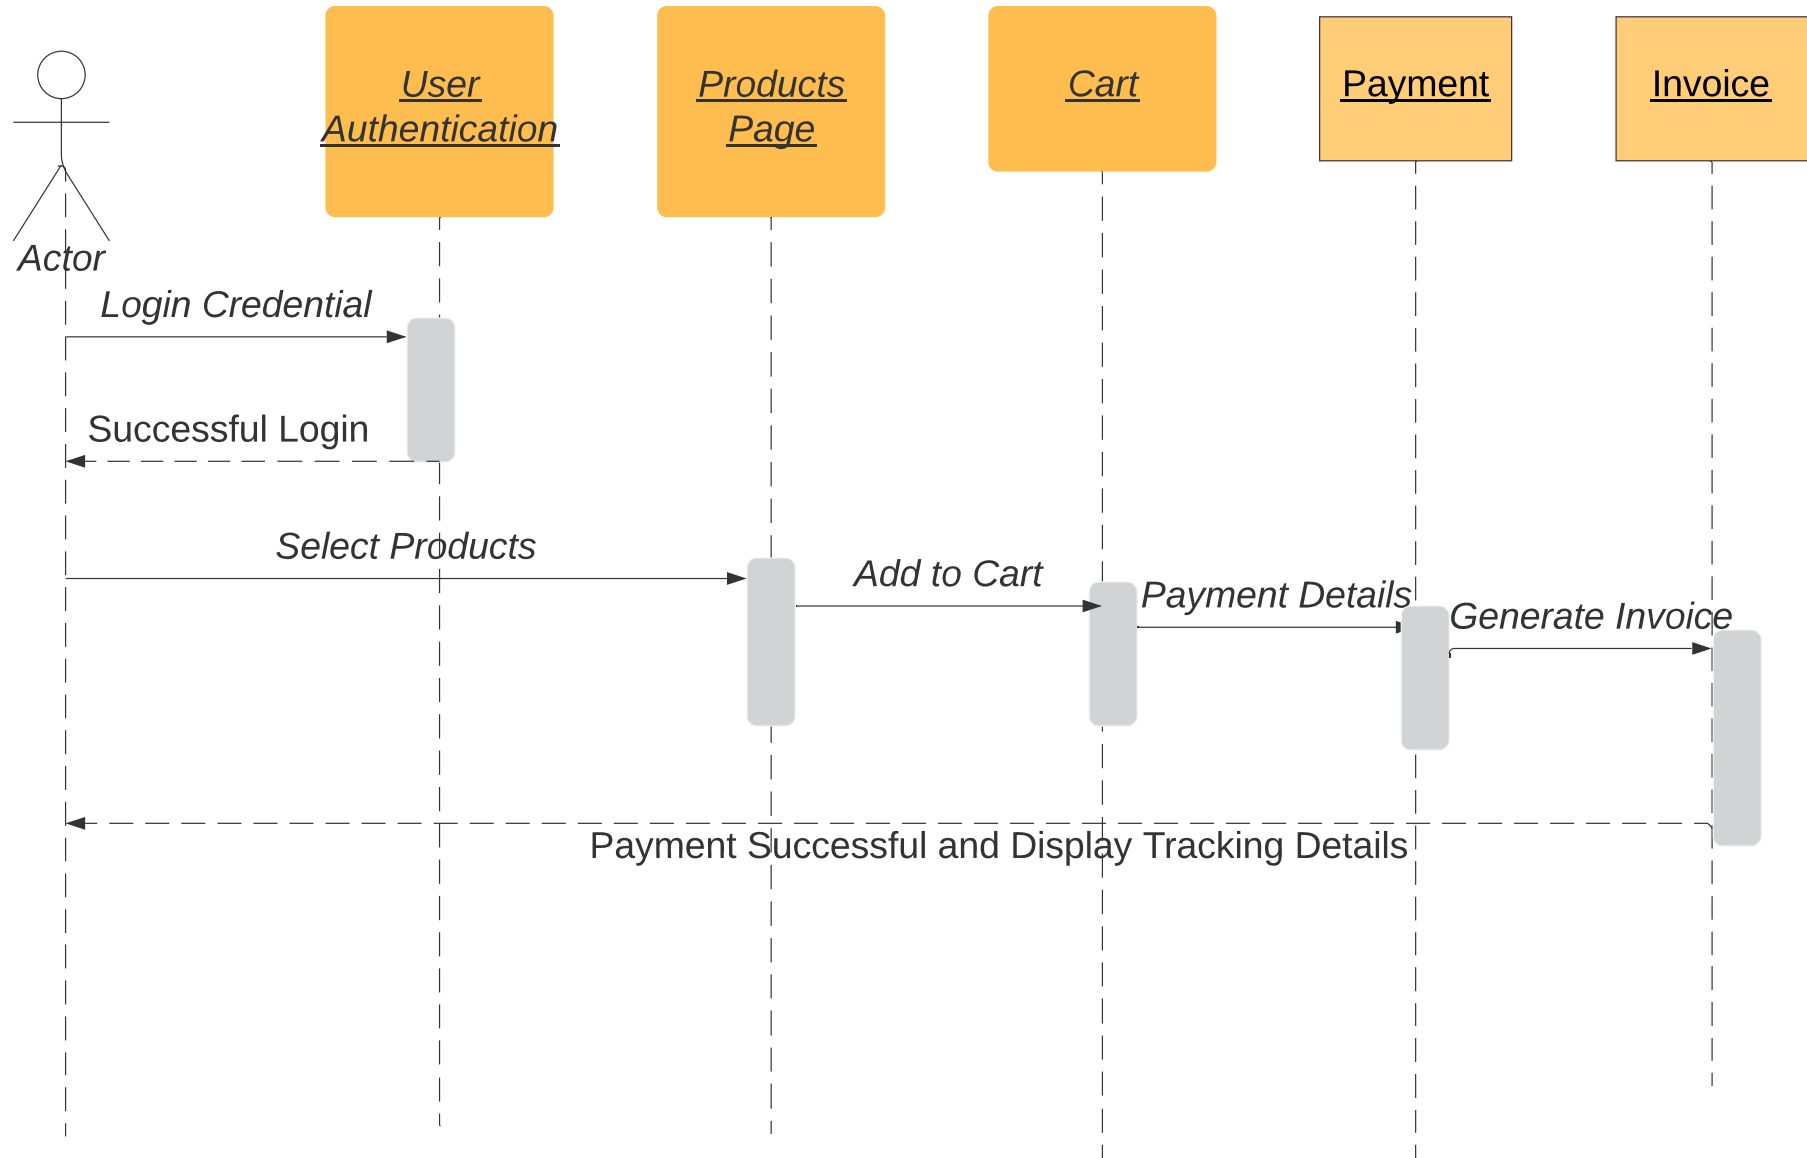 User
Authentication
Products
Page
Cart
Payment
Invoice
Actor
Login Credential
Successful Login
Select Products
Add to Cart
Payment Details
Generate Invoice
Payment Successful and Display Tracking Details